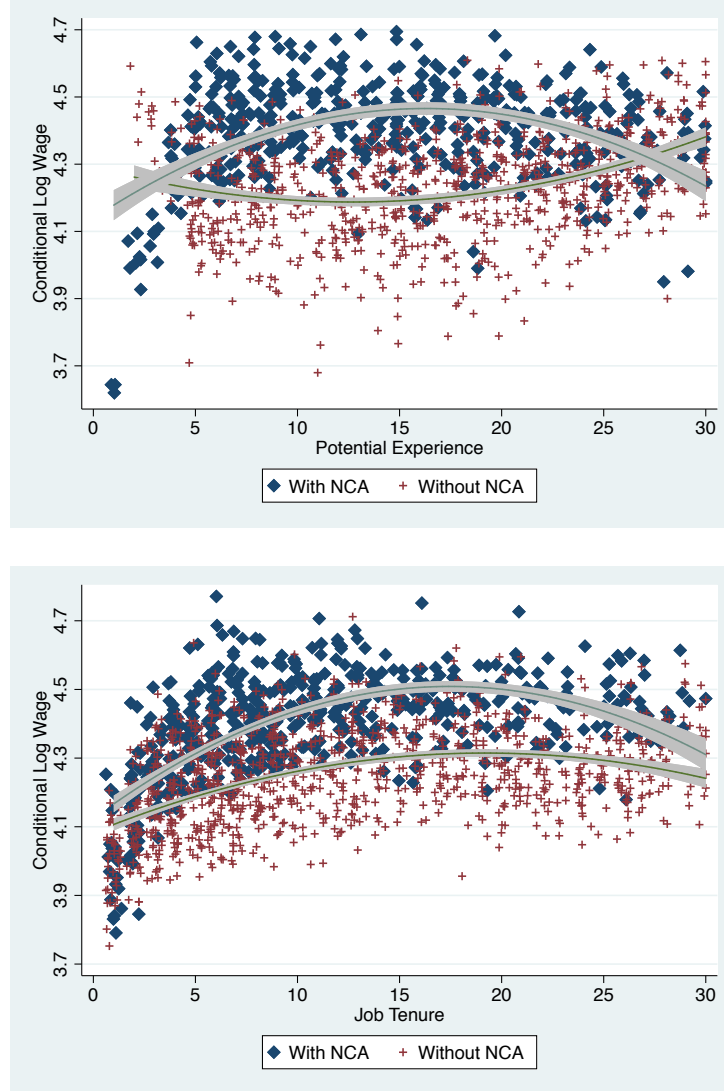 4.7
4.5
4.3
4.1
3.9
3.7
Conditional Log Wage
0 5 10 15 20 25 30
Potential Experience
With NCA Without NCA
4.7
4.5
4.3
4.1
3.9
3.7
Conditional Log Wage
0 5 10 15 20 25 30
Job Tenure
With NCA Without NCA